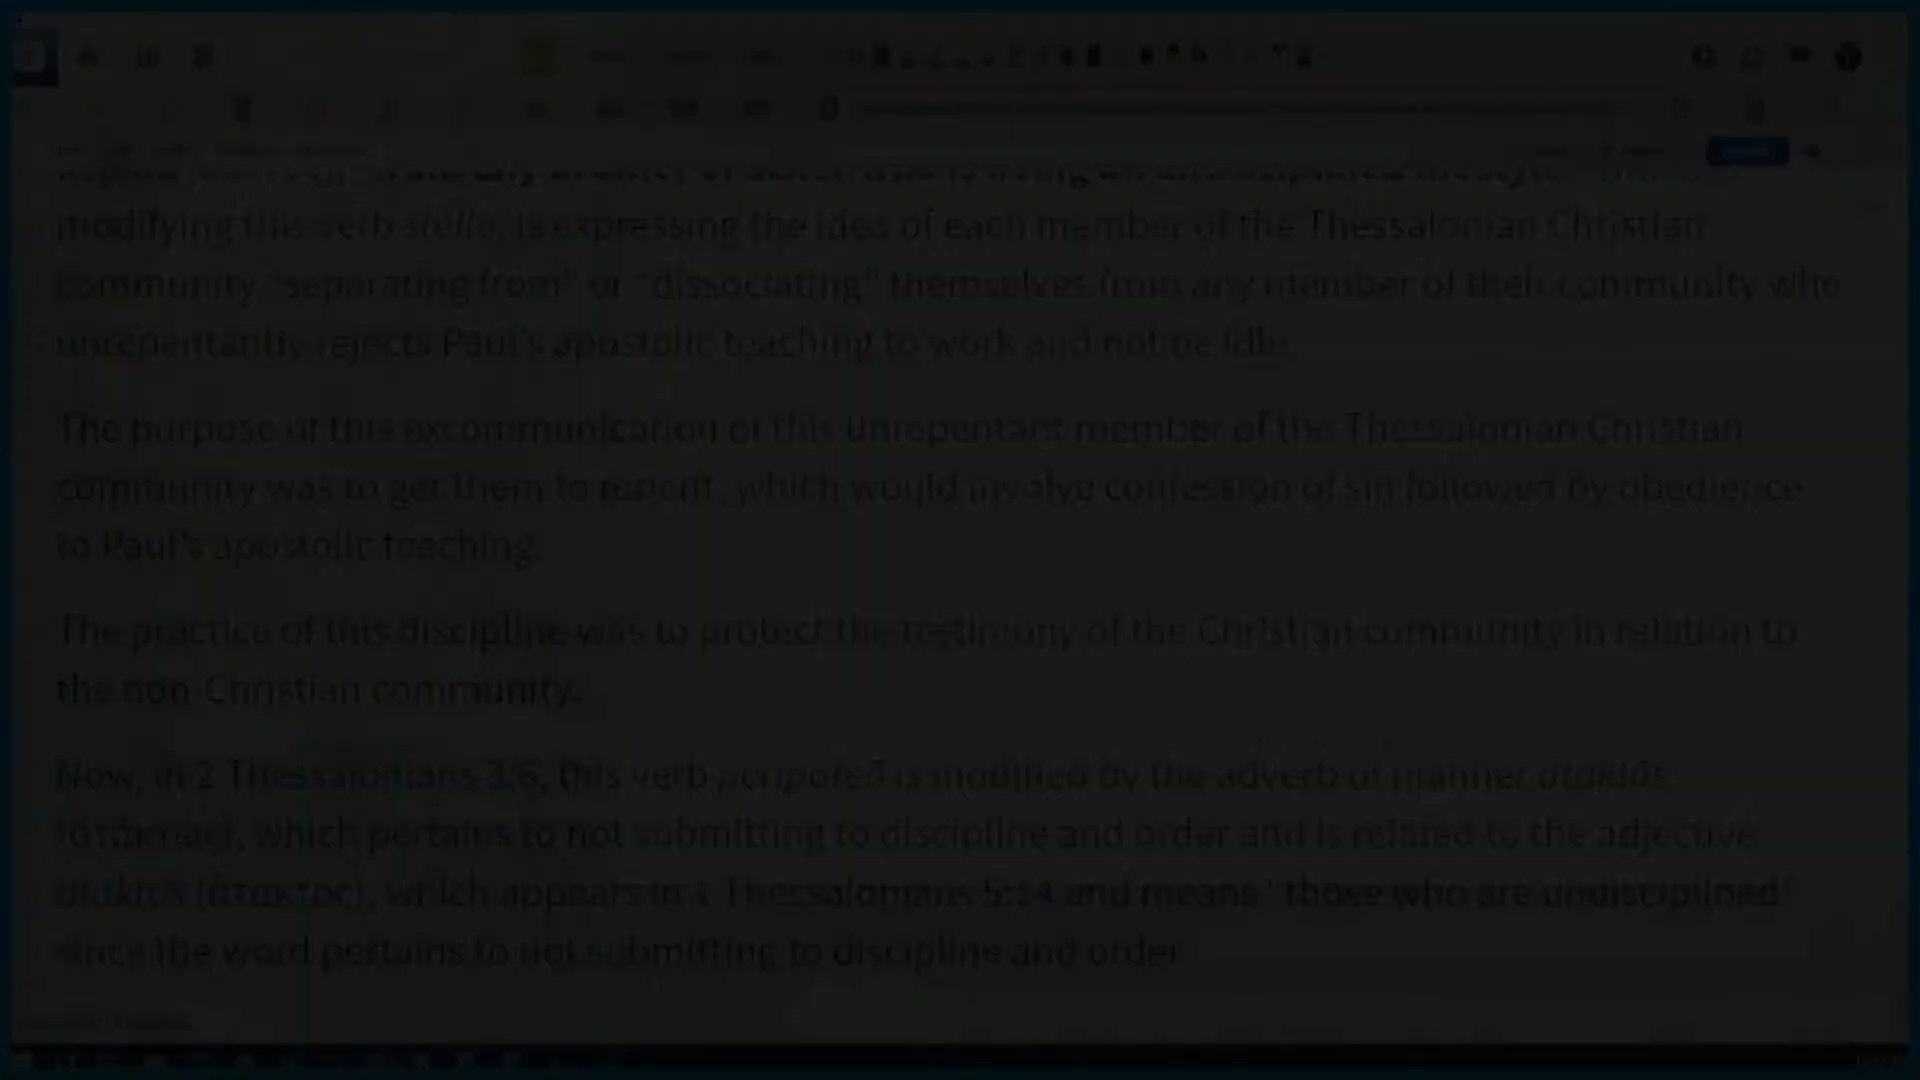 modifying this verb stellō, is expressing the idea of each member of the Thessalonian Christian
community "separating from" or "dissociating" themselves from any member of their community who
unrepentantly rejects Paul's apostolic teaching to work and not be idle.
The purpose of this excommunication of this unrepentant member of the Thessalonian Christian
community was to get them to repent, which would involve confession of sin followed by obedience
to Paul's apostolic teaching.
The practice of this discipline was to protect the testimony of the Christian community in relation to
the non-Christian community.
Now, in 2 Thessalonians 3:6, this verb peripateō is modified by the adverb of manner ataktōs
(ἀτάκτως), which pertains to not submitting to discipline and order and is related to the adjective
ataktos (ἄτακτος), which appears in 1 Thessalonians 5:14 and means "those who are undisciplined"
since the word pertains to not submitting to discipline and order